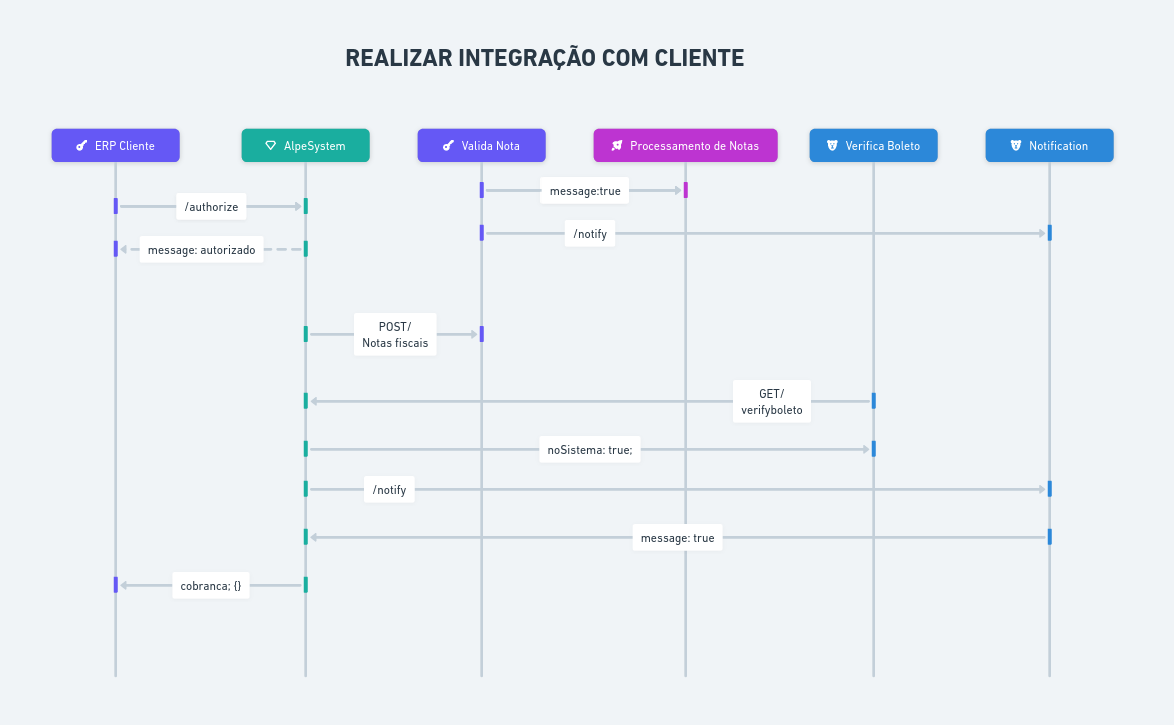 REALIZAR INTEGRAÇÃO COM CLIENTE
ERP Cliente
AlpeSystem
Valida Nota
Processamento de Notas
Verifica Boleto
Notification
message:true
/authorize
/notify
message: autorizado
POST/
Notas fiscais
GET/
verifyboleto
noSistema: true;
/notify
message: true
cobranca; {}